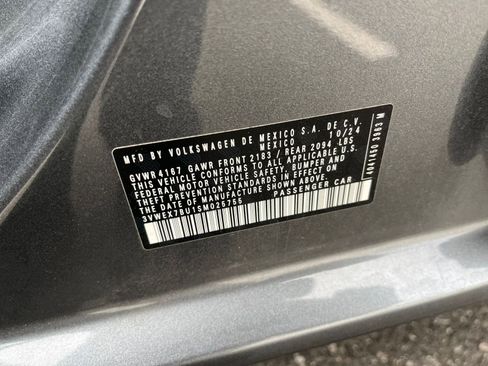 MFD BY VOLKSWAGEN DE MEXICO S.A. DE C.V.
MEXICO 10/24
GVWR 4167 GAWR FRONT 2183 / REAR 2094 LBS
THIS VEHICLE CONFORMS TO ALL APPLICABLE
FEDERAL MOTOR VEHICLE SAFETY, BUMPER AND
THEFT PREVENTION STANDARDS IN EFFECT ON
THE DATE OF MANUFACTURE SHOWN ABOVE.
3VWEX7BU1SM025755 PASSENGER CAR